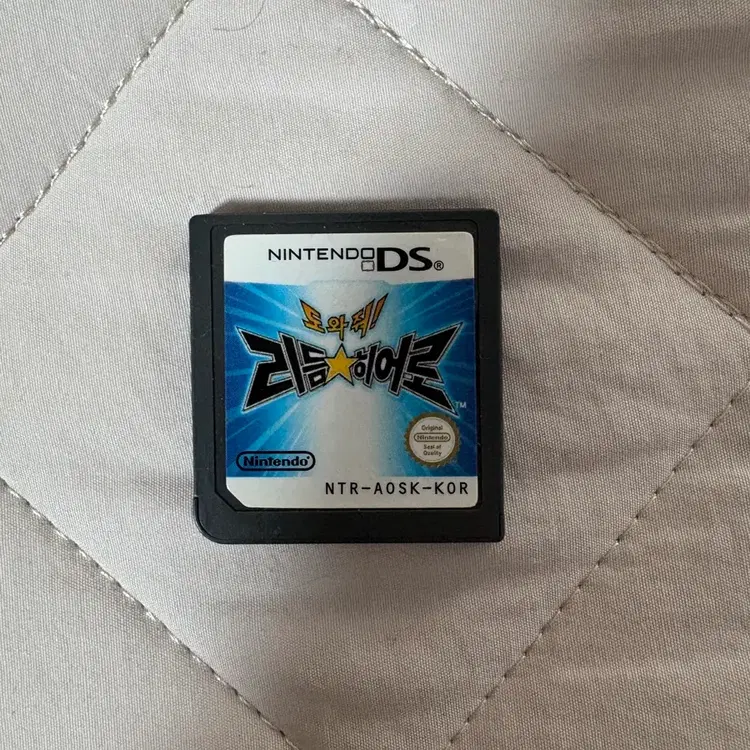 NINTENDO DS®
도와줘!
리듬★히어로
TM
Original
Nintendo
Seal of
Quality
Nintendo®
NTR-AOSK-KOR